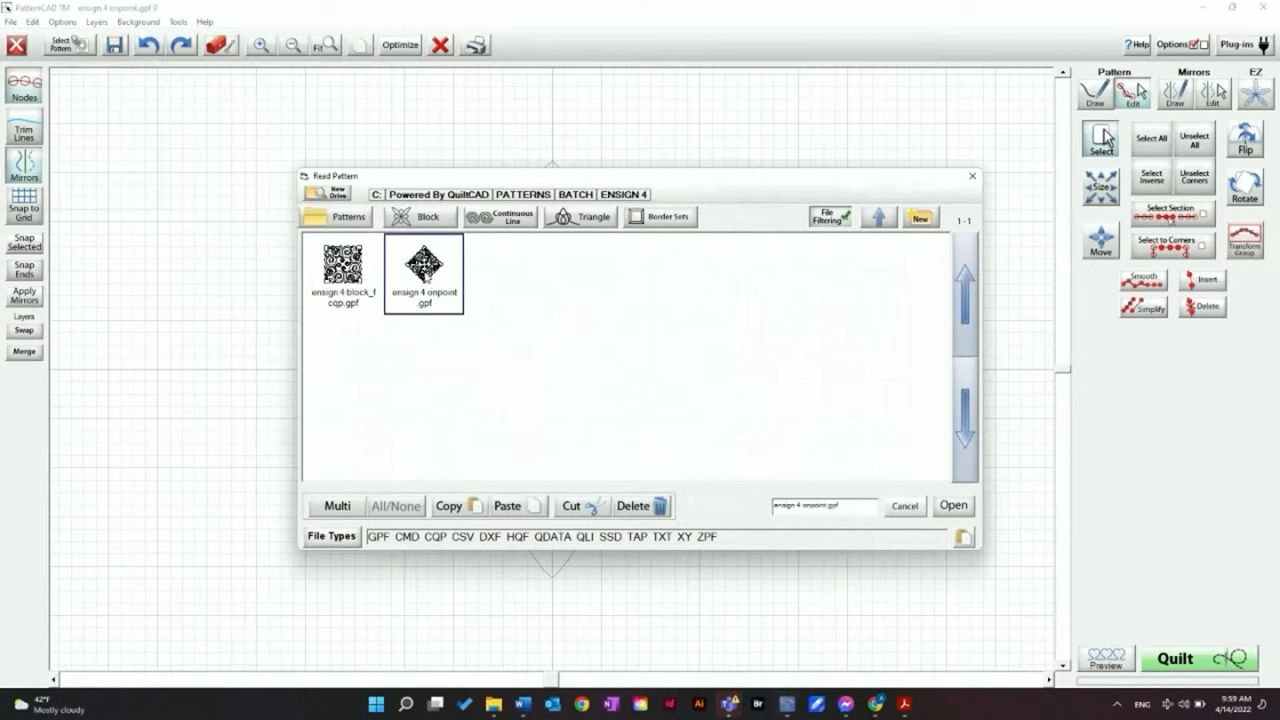 PatternCAD TM ensign 4 onpoint.gpf 0
File Edit Options Layers Background Tools Help
Select Pattern
Fit
Optimize
?Help
Options
Plug-ins
Nodes
Trim Lines
Mirrors
Snap to Grid
Snap Selected
Snap Ends
Apply Mirrors
Layers
Swap
Merge
Read Pattern
New Drive
C: Powered By QuiltCAD PATTERNS BATCH ENSIGN 4
Patterns
Block
Continuous Line
Triangle
Border Sets
File Filtering
New
1 - 1
ensign 4 block_f
cqp.gpf
ensign 4 onpoint
.gpf
Multi
All/None
Copy
Paste
Cut
Delete
ensign 4 onpoint.gpf
Cancel
Open
File Types
GPF CMD CQP CSV DXF HQF QDATA QLI SSD TAP TXT XY ZPF
Pattern
Mirrors
EZ
Draw
Edit
Draw
Edit
Select
Select All
Unselect All
Flip
Size
Select Inverse
Unselect Corners
Rotate
Move
Select Section
Select to Corners
Transform Group
Smooth
Insert
Simplify
Delete
Preview
Quilt
42°F
Mostly cloudy
ENG
9:59 AM
4/14/2022